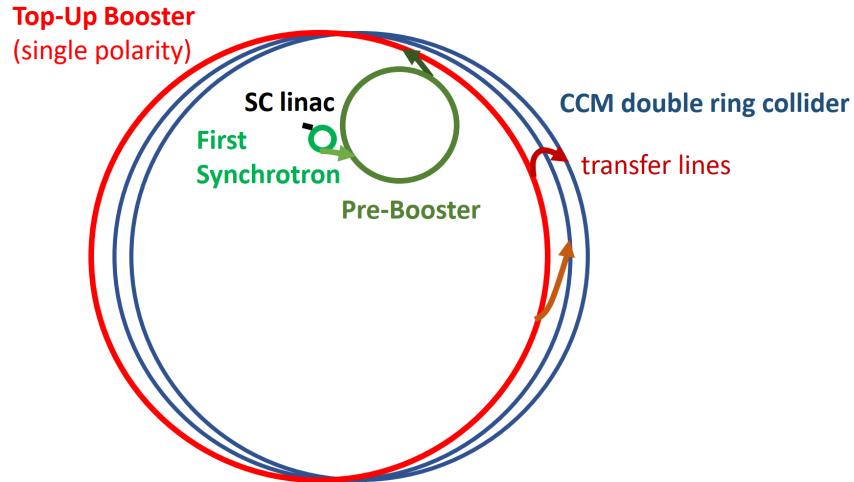 Top-Up Booster
(single polarity)
SC linac
CCM double ring collider
First
Synchrotron
transfer lines
Pre-Booster